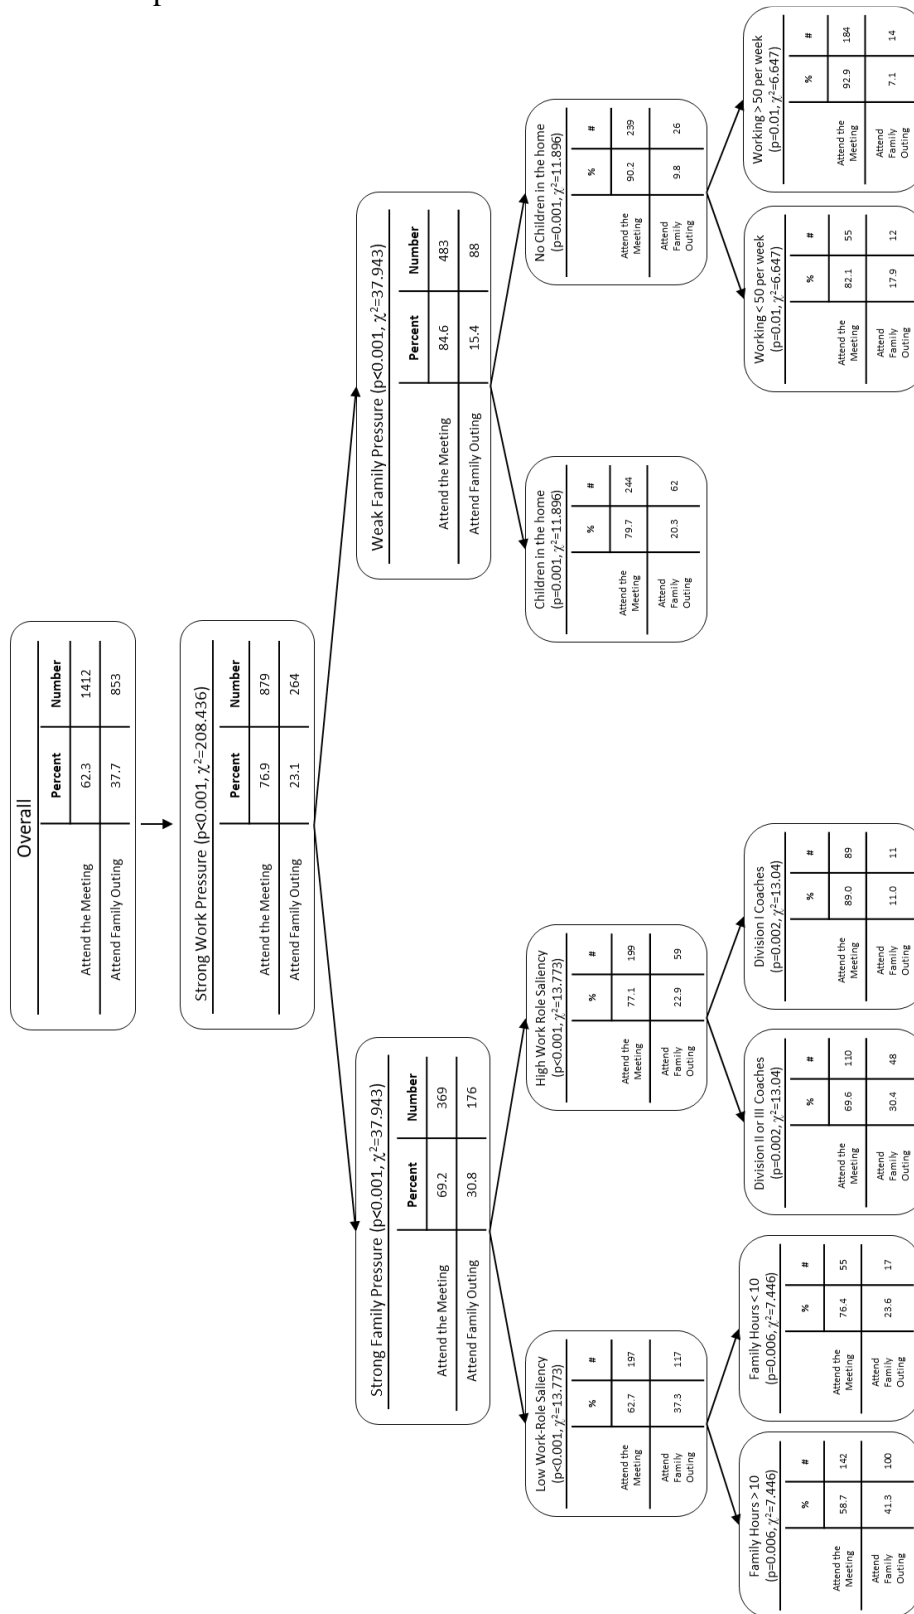 Overall
Percent Number
Attend the Meeting 62.3 1412
Attend Family Outing 37.7 853
Strong Work Pressure (p<0.001, χ²=208.436)
Percent Number
Attend the Meeting 76.9 879
Attend Family Outing 23.1 264
Strong Family Pressure (p<0.001, χ²=37.943)
Percent Number
Attend the Meeting 69.2 369
Attend Family Outing 30.8 176
Weak Family Pressure (p<0.001, χ²=37.943)
Percent Number
Attend the Meeting 84.6 483
Attend Family Outing 15.4 88
Low Work-Role Saliency
(p<0.001, χ²=13.773)
% #
Attend the
Meeting 62.7 197
Attend
Family
Outing 37.3 117
High Work Role Saliency
(p<0.001, χ²=13.773)
% #
Attend the
Meeting 77.1 199
Attend
Family
Outing 22.9 59
Children in the home
(p=0.001, χ²=11.896)
% #
Attend the
Meeting 79.7 244
Attend
Family
Outing 20.3 62
No Children in the home
(p=0.001, χ²=11.896)
% #
Attend the
Meeting 90.2 239
Attend
Family
Outing 9.8 26
Family Hours > 10
(p=0.006, χ²=7.446)
% #
Attend the
Meeting 58.7 142
Attend
Family
Outing 41.3 100
Family Hours < 10
(p=0.006, χ²=7.446)
% #
Attend the
Meeting 76.4 55
Attend
Family
Outing 23.6 17
Division II or III Coaches
(p=0.002, χ²=13.04)
% #
Attend the
Meeting 69.6 110
Attend
Family
Outing 30.4 48
Division I Coaches
(p=0.002, χ²=13.04)
% #
Attend the
Meeting 89.0 89
Attend
Family
Outing 11.0 11
Working < 50 per week
(p=0.01, χ²=6.647)
% #
Attend the
Meeting 82.1 55
Attend
Family
Outing 17.9 12
Working > 50 per week
(p=0.01, χ²=6.647)
% #
Attend the
Meeting 92.9 184
Attend
Family
Outing 7.1 14